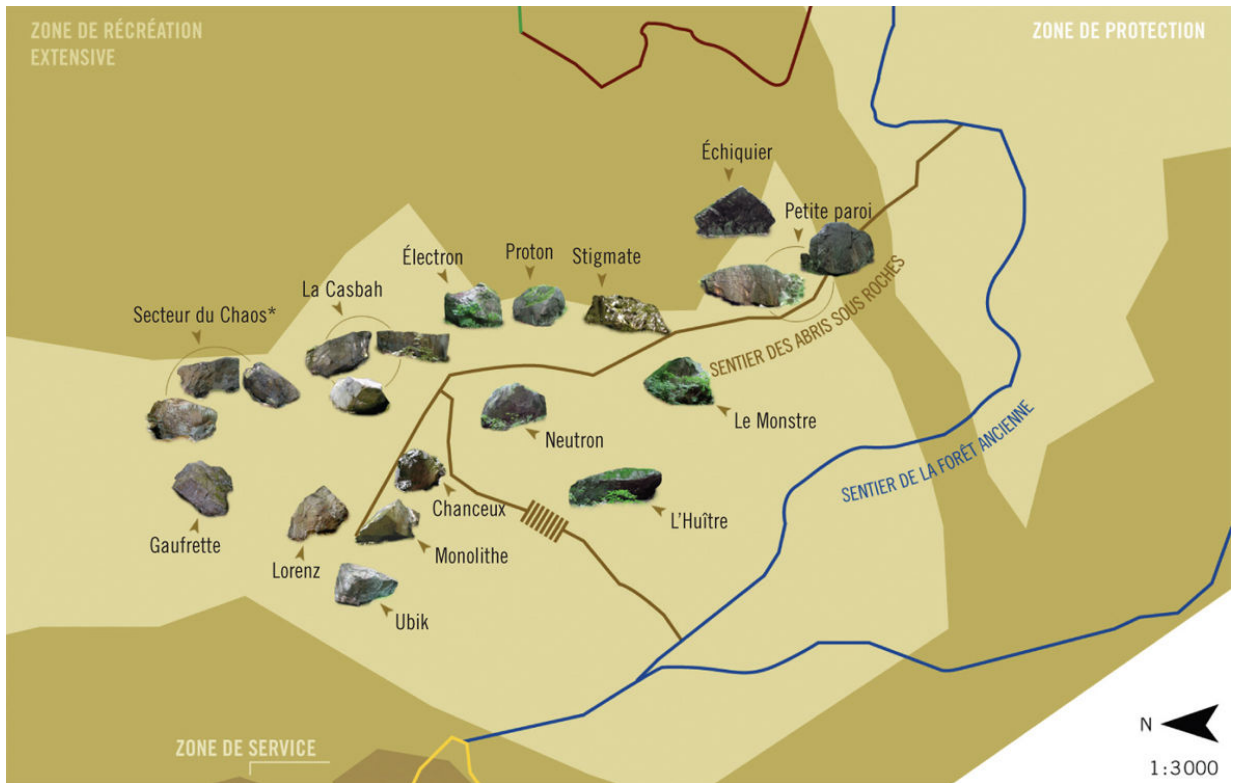 ZONE DE RÉCRÉATION
EXTENSIVE
ZONE DE PROTECTION
Échiquier
Petite paroi
Électron
Proton
Stigmate
La Casbah
Secteur du Chaos*
SENTIER DES ABRIS SOUS ROCHES
Le Monstre
Neutron
SENTIER DE LA FORÊT ANCIENNE
Chanceux
L'Huître
Gaufrette
Lorenz
Monolithe
Ubik
N
ZONE DE SERVICE
1:3000